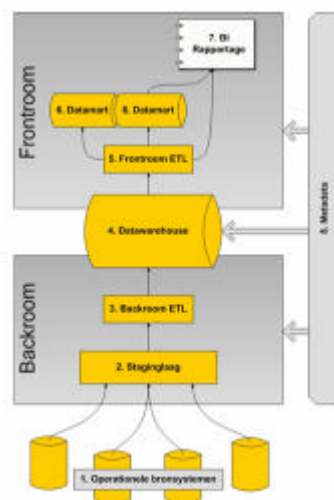 7. BI
Rapportage
6. Datamart
6. Datamart
5. Frontroom ETL
Frontroom
4. Datawarehouse
8. Metadata
3. Backroom ETL
Backroom
2. Staginglaag
1. Operationele bronsystemen